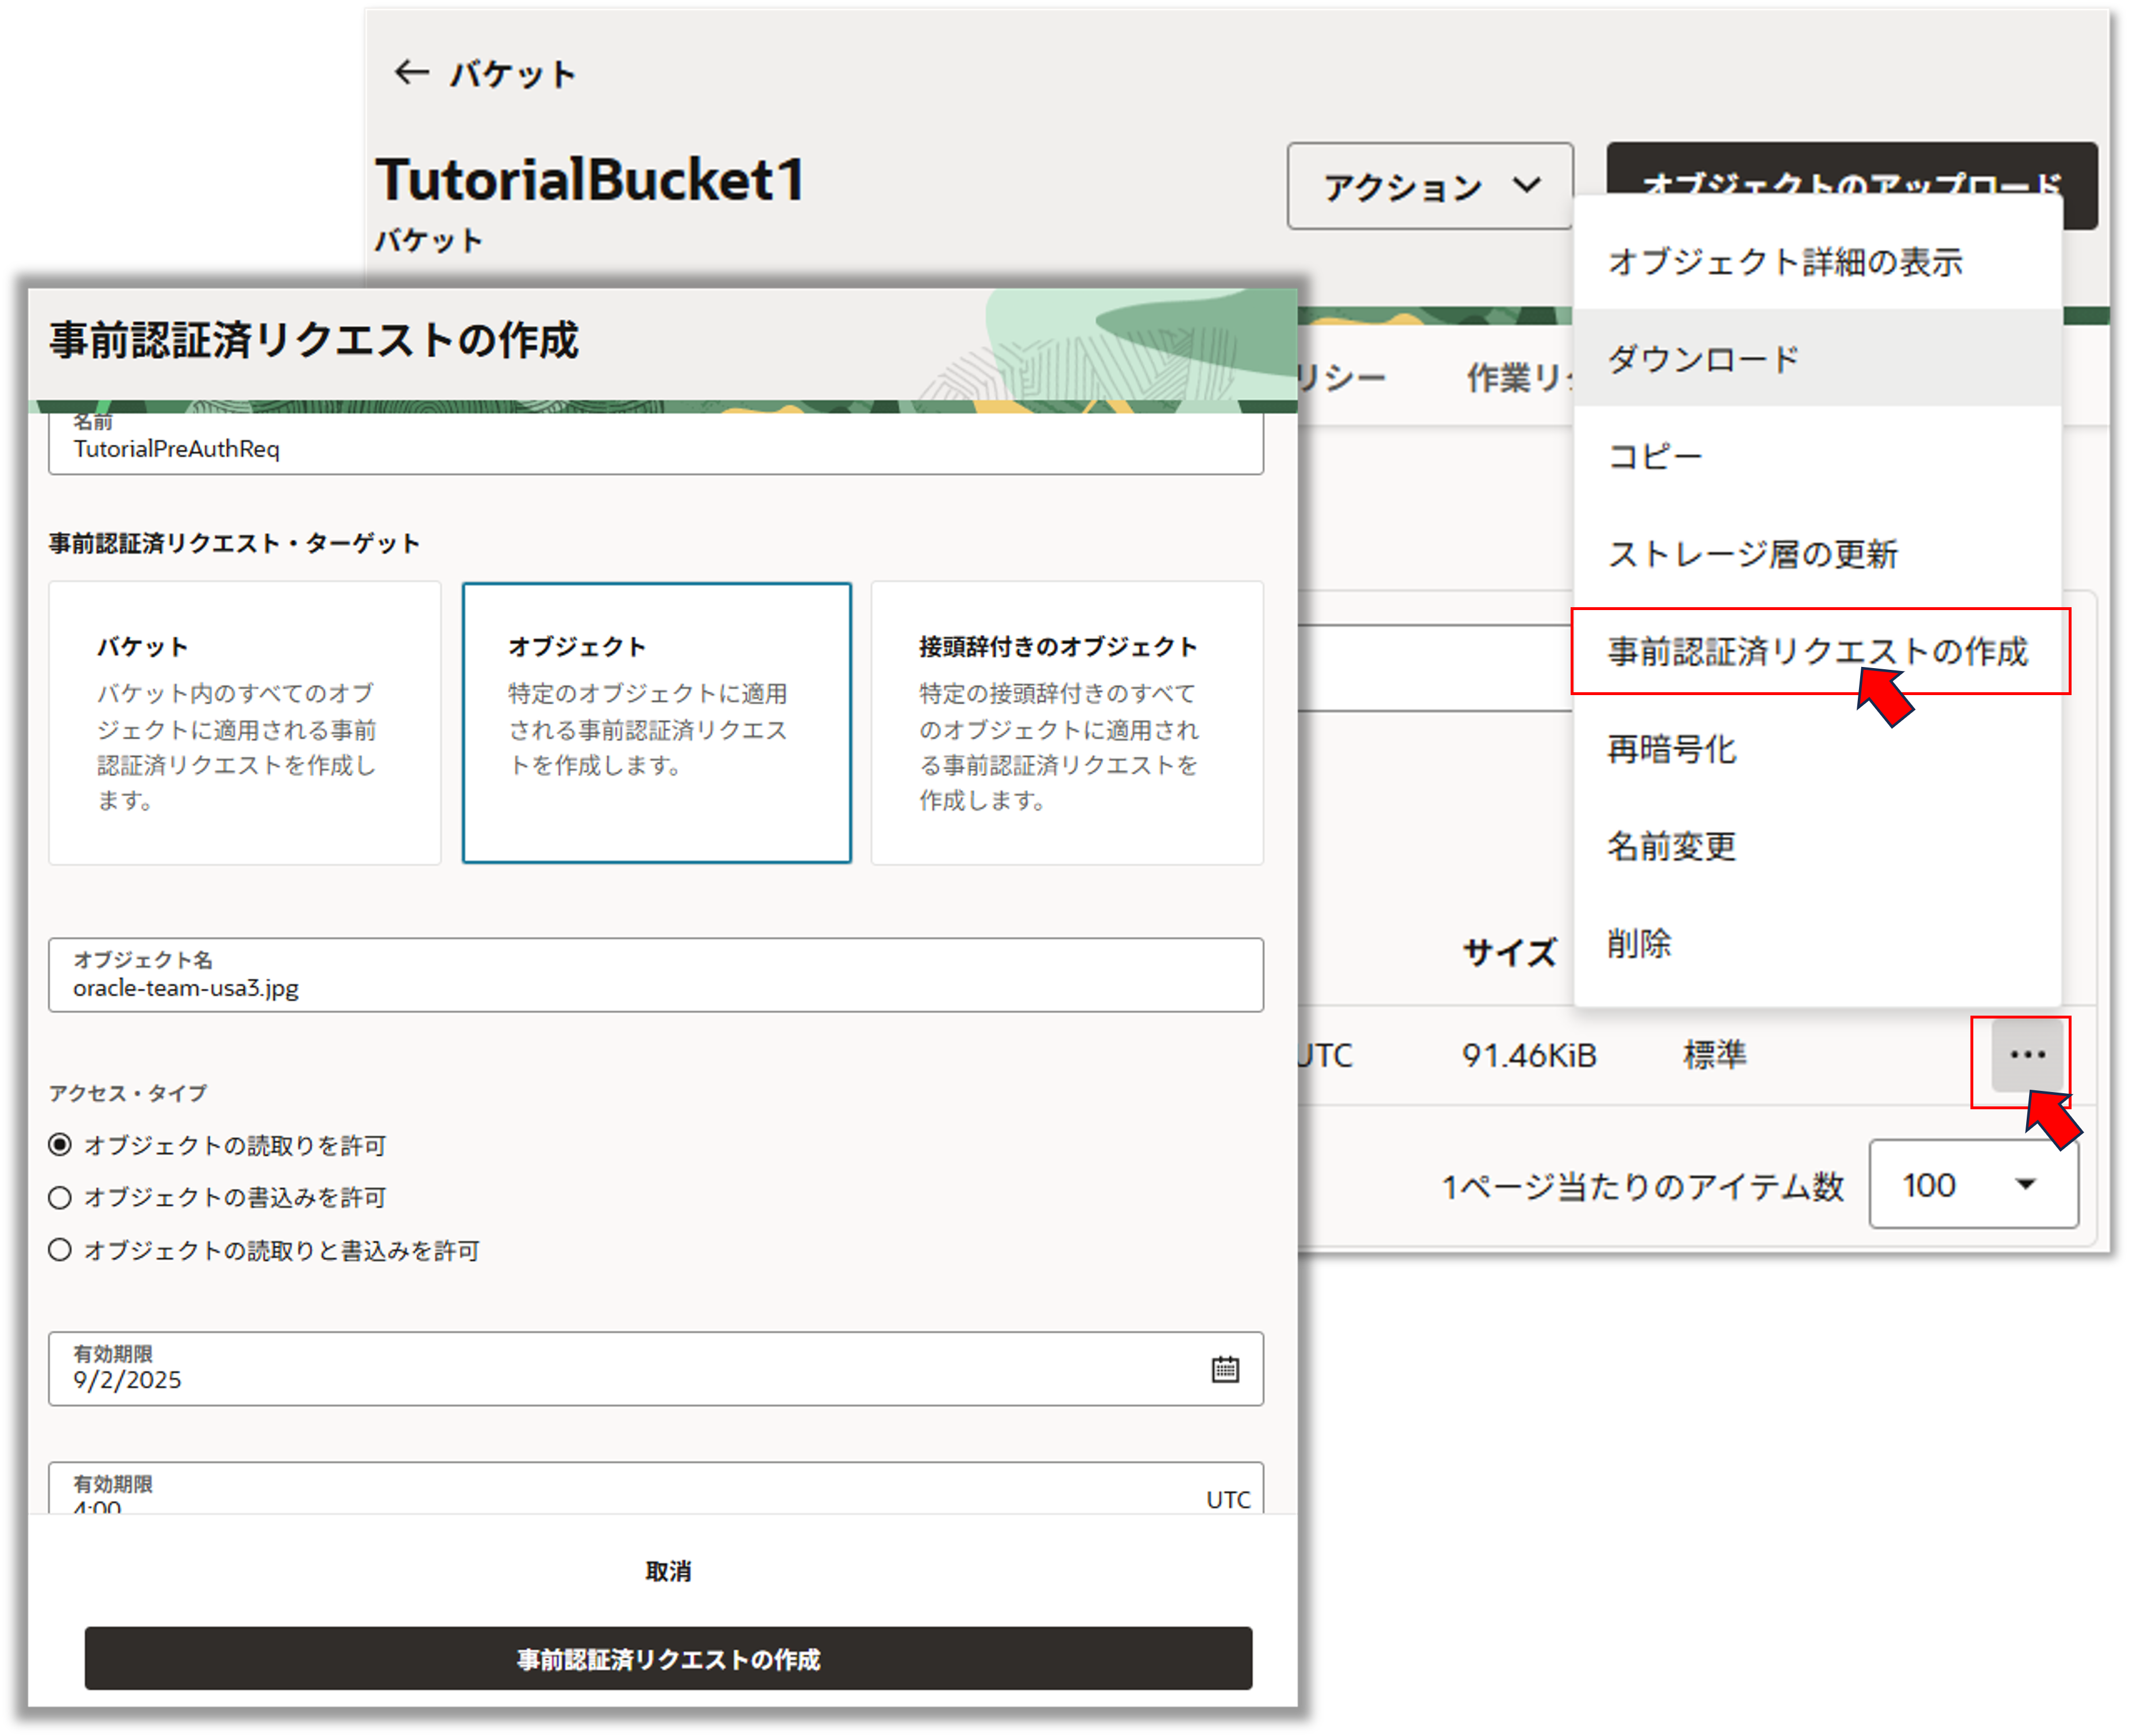 ← バケット
TutorialBucket1
バケット
アクション
オブジェクトのアップロード
オブジェクト詳細の表示
ダウンロード
コピー
ストレージ層の更新
事前認証済リクエストの作成
再暗号化
名前変更
削除
リシー
作業リ
サイズ
UTC
91.46KiB
標準
1ページ当たりのアイテム数
100
事前認証済リクエストの作成
名前
TutorialPreAuthReq
事前認証済リクエスト・ターゲット
バケット
バケット内のすべてのオブ
ジェクトに適用される事前
認証済リクエストを作成し
ます。
オブジェクト
特定のオブジェクトに適用
される事前認証済リクエス
トを作成します。
接頭辞付きのオブジェクト
特定の接頭辞付きのすべて
のオブジェクトに適用され
る事前認証済リクエストを
作成します。
オブジェクト名
oracle-team-usa3.jpg
アクセス・タイプ
オブジェクトの読取りを許可
オブジェクトの書込みを許可
オブジェクトの読取りと書込みを許可
有効期限
9/2/2025
有効期限
4:00
UTC
取消
事前認証済リクエストの作成